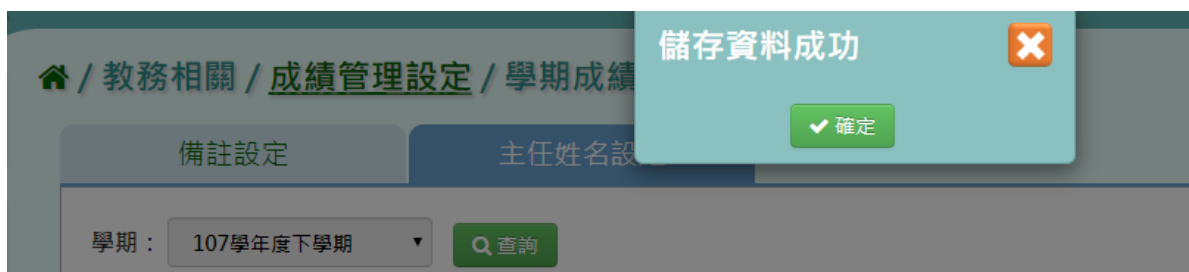 儲存資料成功
確定
/ 教務相關 / 成績管理設定 / 學期成績
備註設定
主任姓名設
學期：
107學年度下學期
查詢